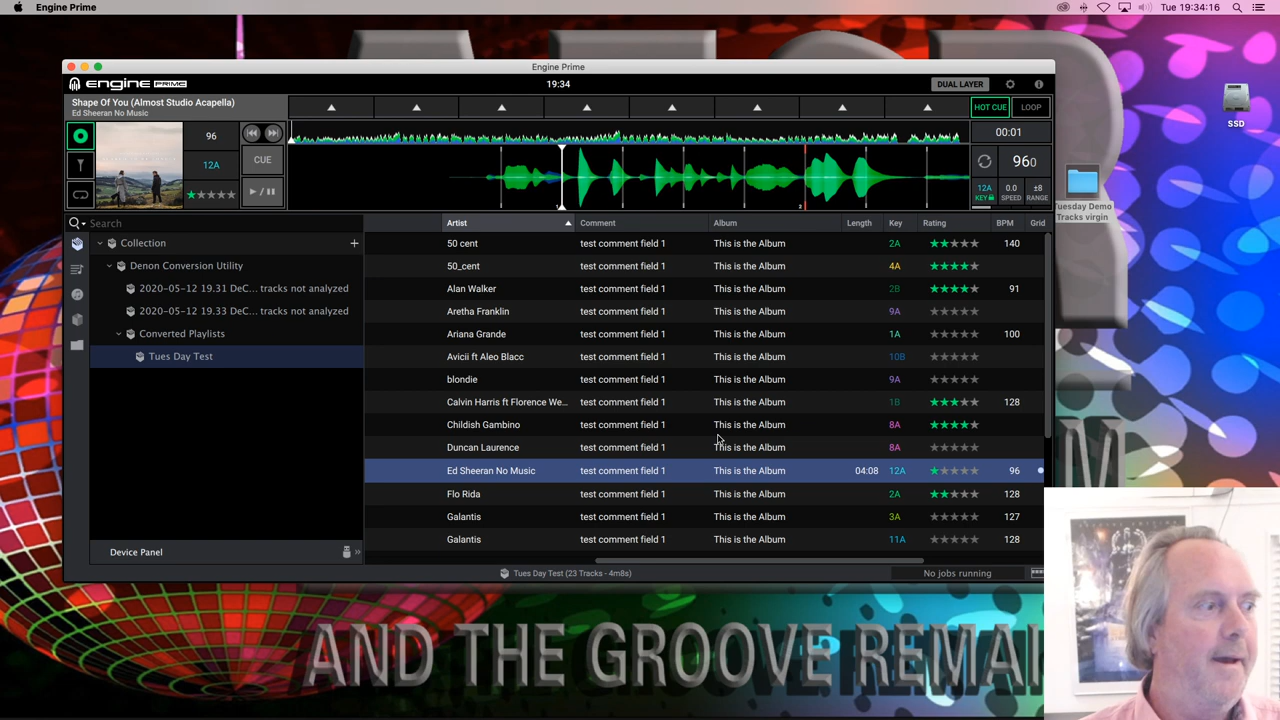 Engine Prime
Tue 19:34:16
Engine Prime
ENGINE PRIME
19:34
DUAL LAYER
Shape Of You (Almost Studio Acapella)
Ed Sheeran No Music
HOT CUE LOOP
96
12A
CUE
00:01
960
12A KEY 0.0 SPEED ±8 RANGE
SSD
Tuesday Demo Tracks virgin
Search
Artist Comment Album Length Key Rating BPM Grid
Collection
Denon Conversion Utility
2020-05-12 19.31 DeC... tracks not analyzed
2020-05-12 19.33 DeC... tracks not analyzed
Converted Playlists
Tues Day Test
50 cent test comment field 1 This is the Album 2A 140
50_cent test comment field 1 This is the Album 4A
Alan Walker test comment field 1 This is the Album 2B 91
Aretha Franklin test comment field 1 This is the Album 9A
Ariana Grande test comment field 1 This is the Album 1A 100
Avicii ft Aleo Blacc test comment field 1 This is the Album 10B
blondie test comment field 1 This is the Album 9A
Calvin Harris ft Florence We... test comment field 1 This is the Album 1B 128
Childish Gambino test comment field 1 This is the Album 8A
Duncan Laurence test comment field 1 This is the Album 8A
Ed Sheeran No Music test comment field 1 This is the Album 04:08 12A 96
Flo Rida test comment field 1 This is the Album 2A 128
Galantis test comment field 1 This is the Album 3A 127
Galantis test comment field 1 This is the Album 11A 128
Device Panel
Tues Day Test (23 Tracks - 4m8s)
No jobs running
AND THE GROOVE REMAI